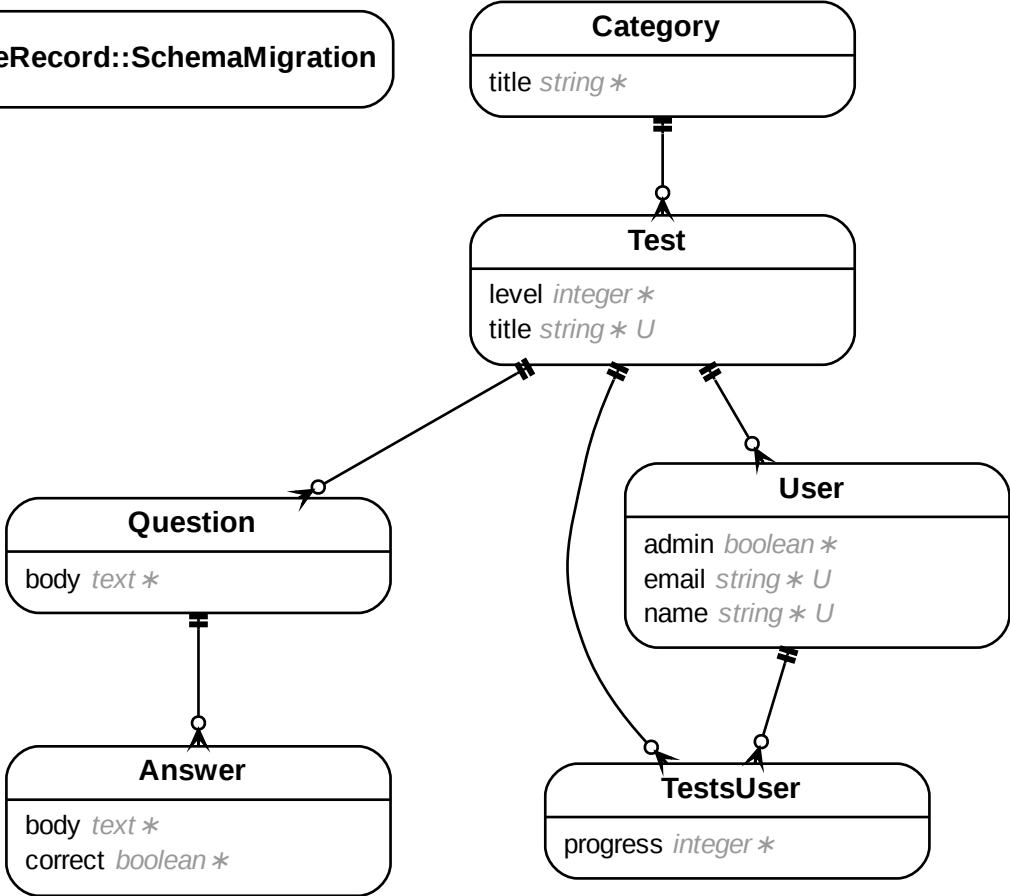 eRecord::SchemaMigration
Category
title string ∗
Test
level integer ∗
title string ∗ U
Question
body text ∗
User
admin boolean ∗
email string ∗ U
name string ∗ U
Answer
body text ∗
correct boolean ∗
TestsUser
progress integer ∗